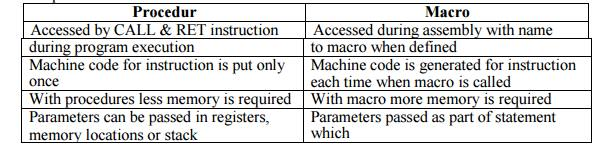 Procedur Macro
Accessed by CALL & RET instruction Accessed during assembly with name
during program execution to macro when defined
Machine code for instruction is put only Machine code is generated for instruction
once each time when macro is called
With procedures less memory is required With macro more memory is required
Parameters can be passed in registers, Parameters passed as part of statement
memory locations or stack which